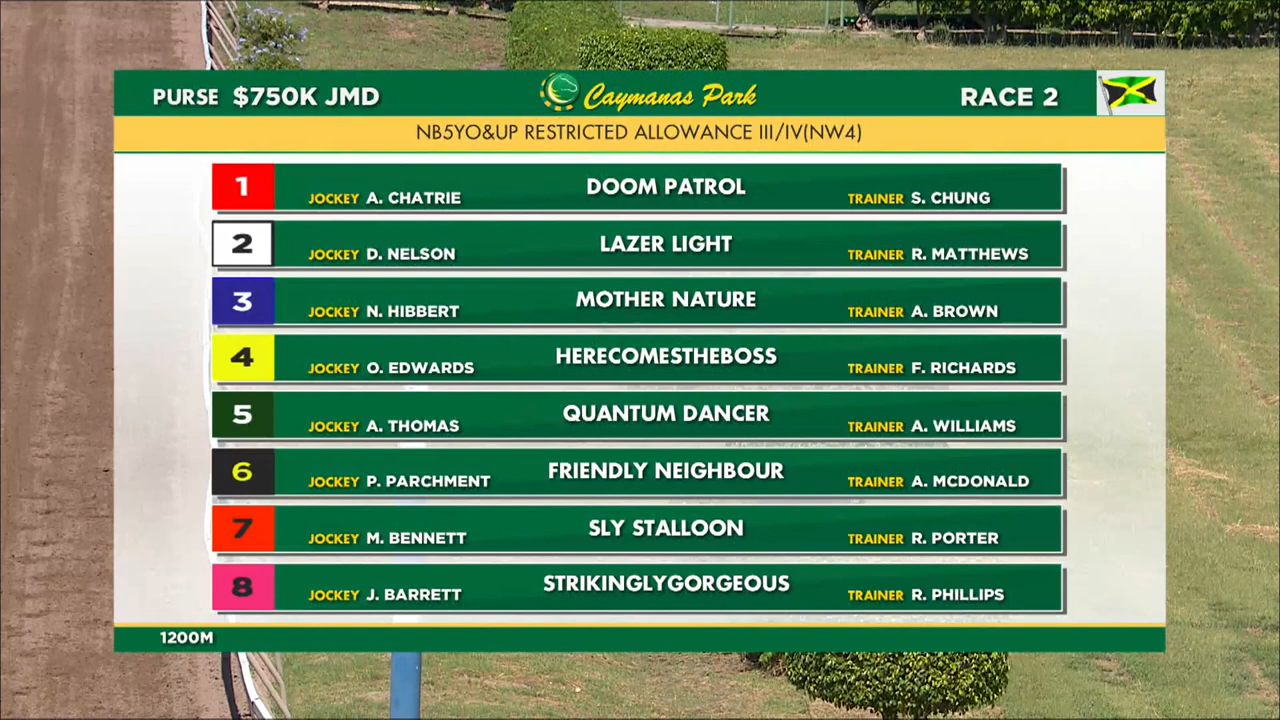 PURSE $750K JMD Caymanas Park RACE 2
NB5YO&UP RESTRICTED ALLOWANCE III/IV(NW4)
1 JOCKEY A. CHATRIE DOOM PATROL TRAINER S. CHUNG
2 JOCKEY D. NELSON LAZER LIGHT TRAINER R. MATTHEWS
3 JOCKEY N. HIBBERT MOTHER NATURE TRAINER A. BROWN
4 JOCKEY O. EDWARDS HERECOMESTHEBOSS TRAINER F. RICHARDS
5 JOCKEY A. THOMAS QUANTUM DANCER TRAINER A. WILLIAMS
6 JOCKEY P. PARCHMENT FRIENDLY NEIGHBOUR TRAINER A. MCDONALD
7 JOCKEY M. BENNETT SLY STALLOON TRAINER R. PORTER
8 JOCKEY J. BARRETT STRIKINGLYGORGEOUS TRAINER R. PHILLIPS
1200M